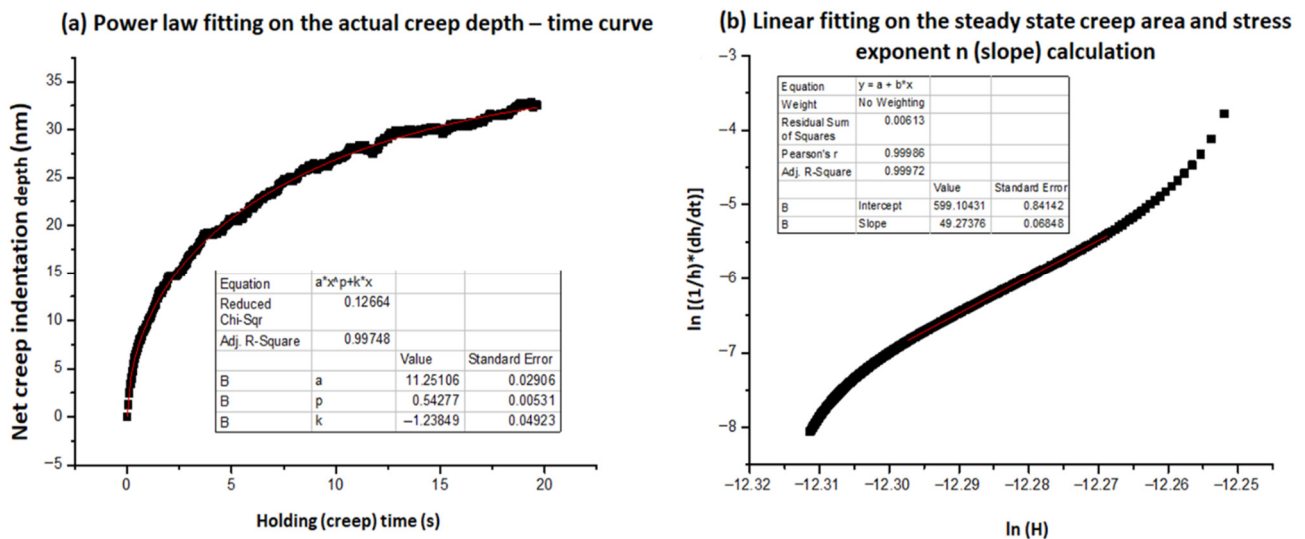 (a) Power law fitting on the actual creep depth – time curve
Net creep indentation depth (nm)
35
30
25
20
15
10
5
0
−5
Equation a*x^p+k*x
Reduced 0.12664
Chi-Sqr
Adj. R-Square 0.99748
Value Standard Error
B a 11.25106 0.02906
B p 0.54277 0.00531
B k −1.23849 0.04923
0 5 10 15 20
Holding (creep) time (s)
(b) Linear fitting on the steady state creep area and stress
exponent n (slope) calculation
ln [(1/h)*(dh/dt)]
−3
−4
−5
−6
−7
−8
Equation y = a + b*x
Weight No Weighting
Residual Sum 0.00613
of Squares
Pearson's r 0.99986
Adj. R-Square 0.99972
Value Standard Error
B Intercept 599.10431 0.84142
B Slope 49.27376 0.06848
−12.32 −12.31 −12.30 −12.29 −12.28 −12.27 −12.26 −12.25
ln (H)